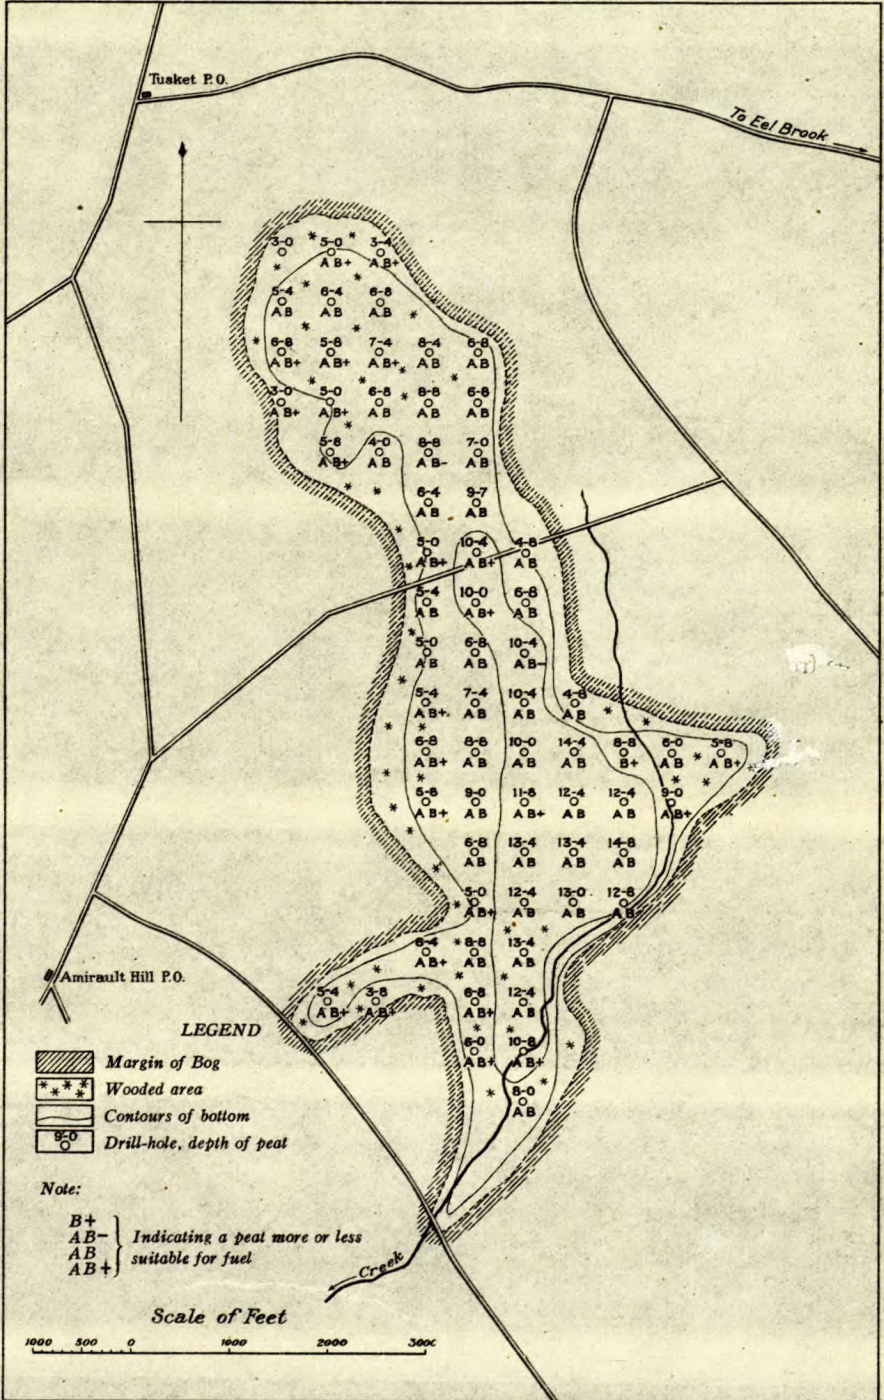 Tusket P.O.
To Eel Brook
3-0 5-0 3-4
AB+ AB+
5-4 6-4 6-8
AB AB AB
6-8 5-8 7-4 8-4 6-8
AB+ AB+ AB+ AB AB
3-0 5-0 6-8 8-8 6-8
AB+ AB+ AB AB AB
5-8 4-0 8-8 7-0
AB+ AB AB- AB
6-4 9-7
AB AB
5-0 10-4 4-8
AB+ AB+ AB
5-4 10-0 6-8
AB AB+ AB
5-0 6-8 10-4
AB AB AB-
5-4 7-4 10-4 4-8
AB+ AB AB AB
6-8 8-8 10-0 14-4 8-8 6-0 5-8
AB+ AB AB AB B+ AB AB+
5-8 9-0 11-8 12-4 12-4 9-0
AB+ AB AB+ AB AB AB+
6-8 13-4 13-4 14-8
AB AB AB AB
5-0 12-4 13-0 12-8
AB+ AB AB AB
6-4 8-8 13-4
AB+ AB AB
5-4 3-8 6-8 12-4
AB+ AB+ AB+ AB
6-0 10-8
AB+ AB+
8-0
AB
Amirault Hill P.O.
LEGEND
Margin of Bog
Wooded area
Contours of bottom
9-0 Drill-hole, depth of peat
Note:
B+
AB-
AB
AB+
Indicating a peat more or less
suitable for fuel
Creek
Scale of Feet
1000 500 0 1000 2000 3000